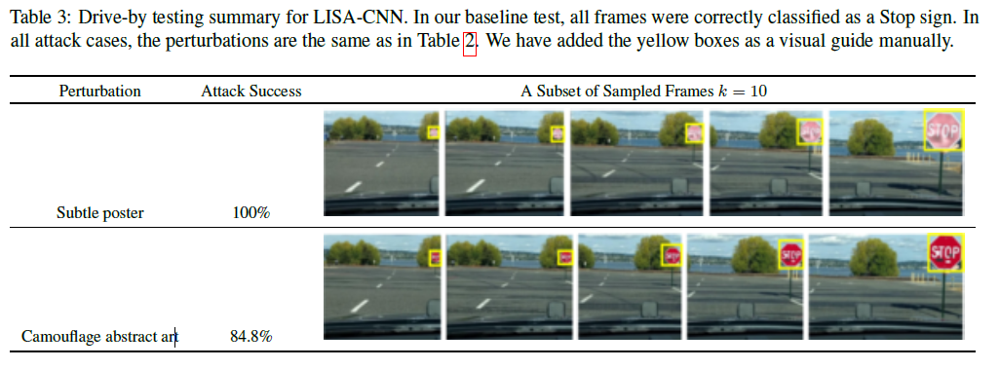 Table 3: Drive-by testing summary for LISA-CNN. In our baseline test, all frames were correctly classified as a Stop sign. In
all attack cases, the perturbations are the same as in Table 2. We have added the yellow boxes as a visual guide manually.
Perturbation Attack Success A Subset of Sampled Frames k = 10
STOP
Subtle poster 100%
STOP STOP
Camouflage abstract art 84.8%